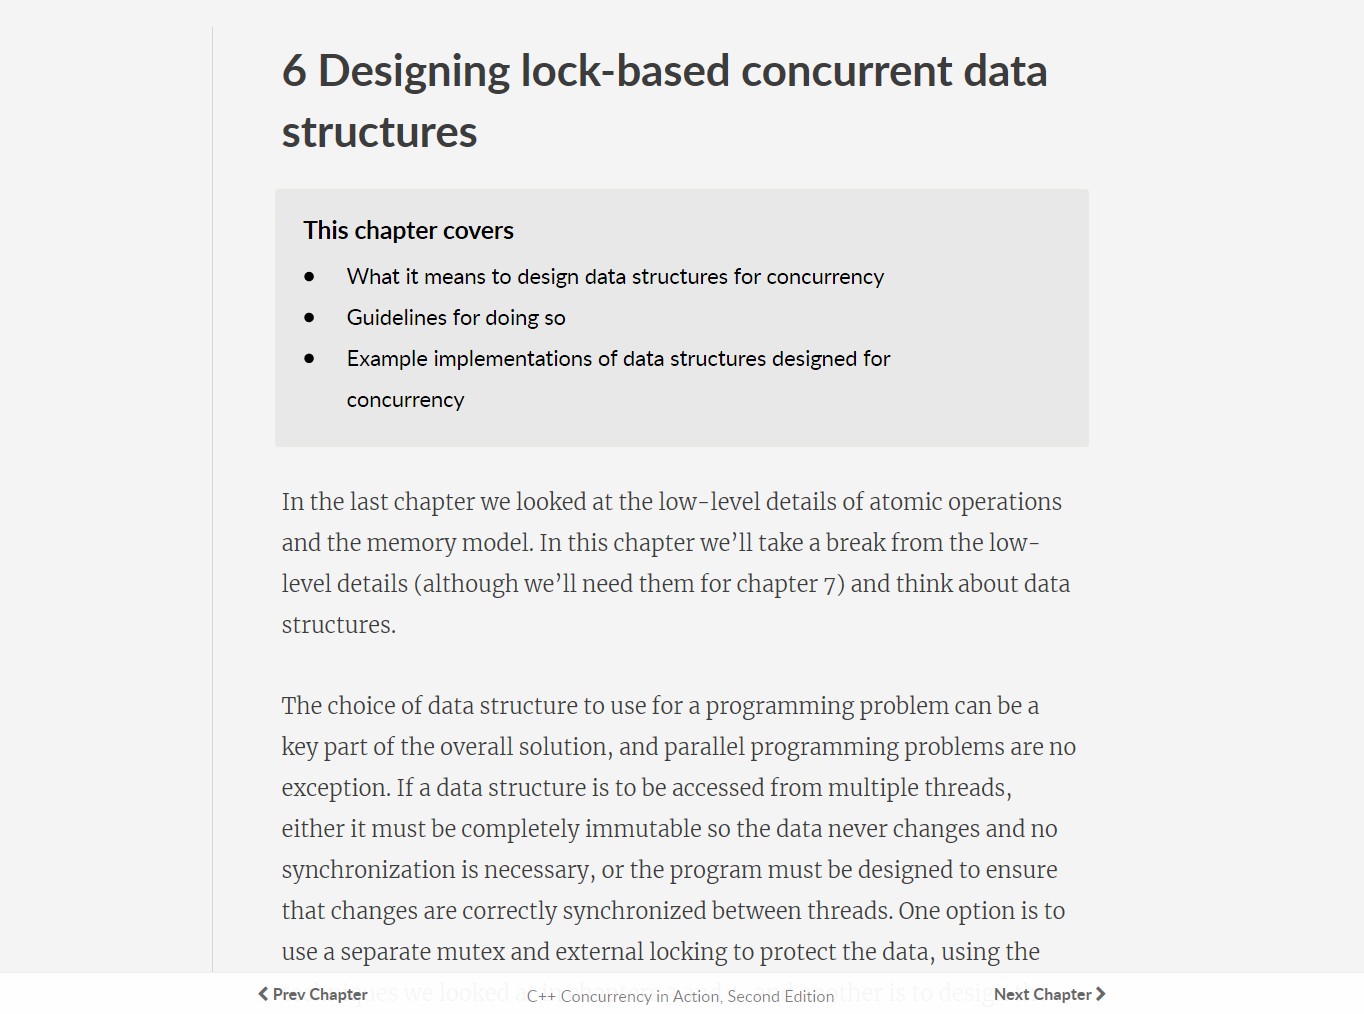 6 Designing lock-based concurrent data
structures
This chapter covers
● What it means to design data structures for concurrency
● Guidelines for doing so
● Example implementations of data structures designed for
concurrency
In the last chapter we looked at the low-level details of atomic operations
and the memory model. In this chapter we’ll take a break from the low-
level details (although we’ll need them for chapter 7) and think about data
structures.
The choice of data structure to use for a programming problem can be a
key part of the overall solution, and parallel programming problems are no
exception. If a data structure is to be accessed from multiple threads,
either it must be completely immutable so the data never changes and no
synchronization is necessary, or the program must be designed to ensure
that changes are correctly synchronized between threads. One option is to
use a separate mutex and external locking to protect the data, using the
Prev Chapter C++ Concurrency in Action, Second Edition Next Chapter